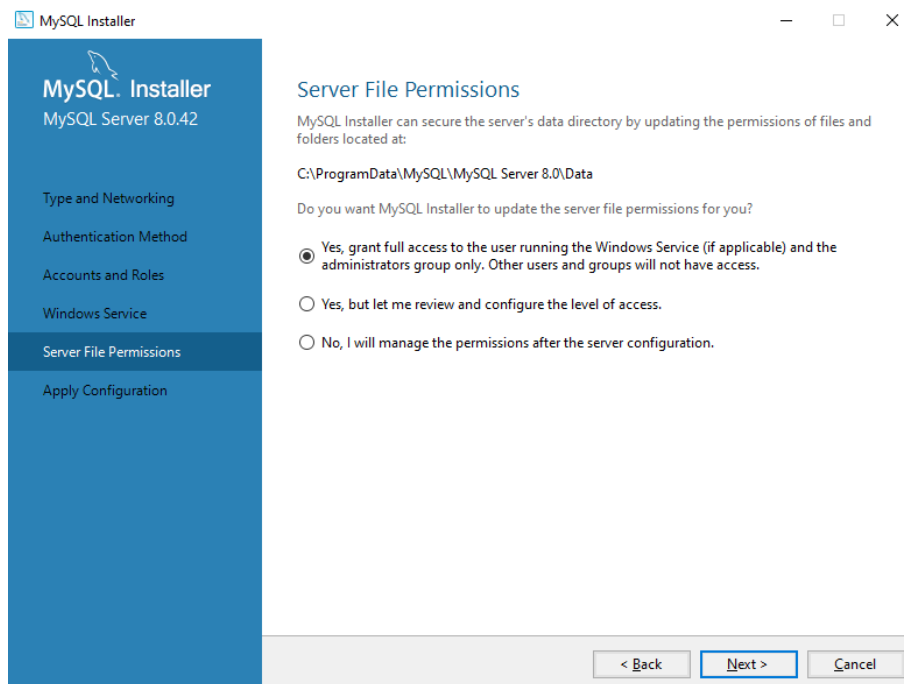 MySQL Installer
MySQL. Installer
MySQL Server 8.0.42
Type and Networking
Authentication Method
Accounts and Roles
Windows Service
Server File Permissions
Apply Configuration
Server File Permissions
MySQL Installer can secure the server's data directory by updating the permissions of files and
folders located at:
C:\ProgramData\MySQL\MySQL Server 8.0\Data
Do you want MySQL Installer to update the server file permissions for you?
Yes, grant full access to the user running the Windows Service (if applicable) and the
administrators group only. Other users and groups will not have access.
Yes, but let me review and configure the level of access.
No, I will manage the permissions after the server configuration.
< Back
Next >
Cancel